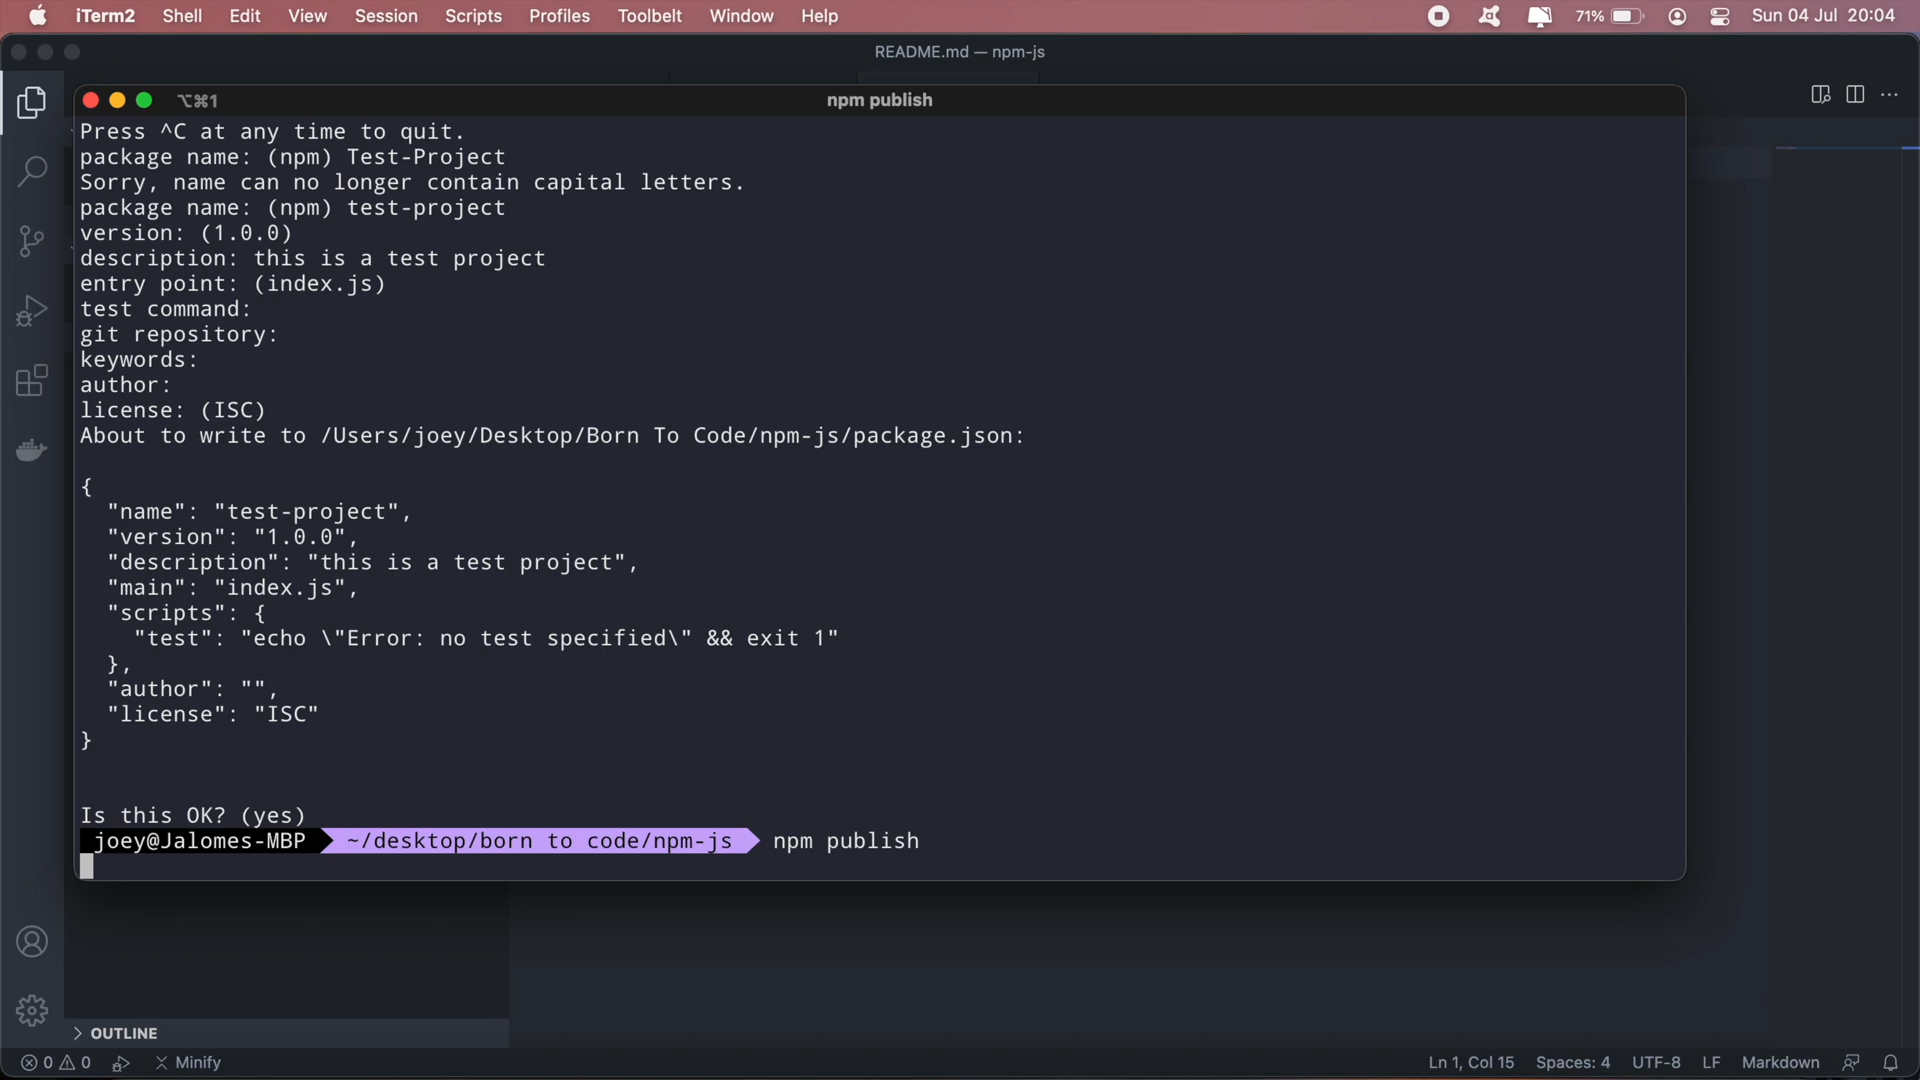 iTerm2 Shell Edit View Session Scripts Profiles Toolbelt Window Help 71% Sun 04 Jul 20:04
README.md — npm-js
⌥⌘1 npm publish
Press ^C at any time to quit.
package name: (npm) Test-Project
Sorry, name can no longer contain capital letters.
package name: (npm) test-project
version: (1.0.0)
description: this is a test project
entry point: (index.js)
test command:
git repository:
keywords:
author:
license: (ISC)
About to write to /Users/joey/Desktop/Born To Code/npm-js/package.json:
{
  "name": "test-project",
  "version": "1.0.0",
  "description": "this is a test project",
  "main": "index.js",
  "scripts": {
    "test": "echo \"Error: no test specified\" && exit 1"
  },
  "author": "",
  "license": "ISC"
}
Is this OK? (yes)
joey@Jalomes-MBP ~/desktop/born to code/npm-js npm publish
OUTLINE
0 0 Minify Ln 1, Col 15 Spaces: 4 UTF-8 LF Markdown